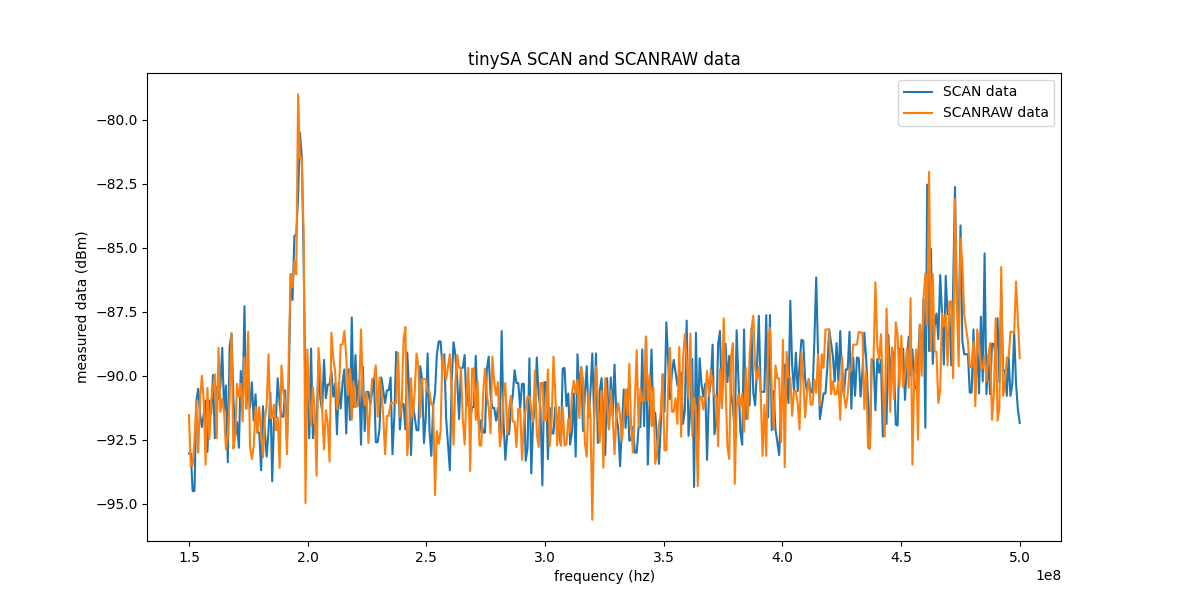 tinySA SCAN and SCANRAW data
SCAN data
SCANRAW data
−80.0
−82.5
−85.0
−87.5
−90.0
−92.5
−95.0
measured data (dBm)
1.5 2.0 2.5 3.0 3.5 4.0 4.5 5.0
1e8
frequency (hz)